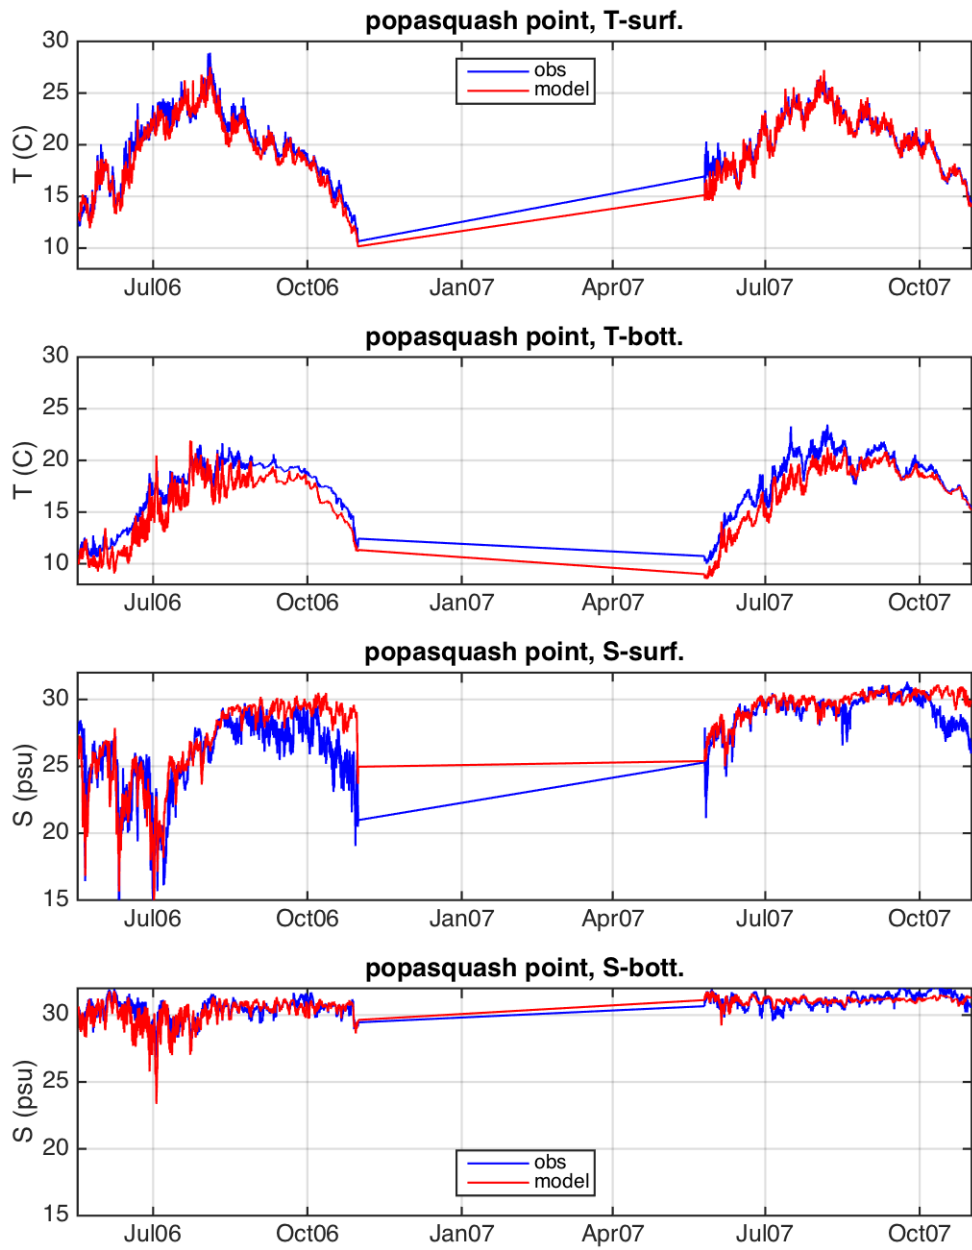 popasquash point, T-surf.
30
25
20
15
10
T (C)
obs
model
Jul06 Oct06 Jan07 Apr07 Jul07 Oct07
popasquash point, T-bott.
30
25
20
15
10
T (C)
Jul06 Oct06 Jan07 Apr07 Jul07 Oct07
popasquash point, S-surf.
30
25
20
15
S (psu)
Jul06 Oct06 Jan07 Apr07 Jul07 Oct07
popasquash point, S-bott.
30
25
20
15
S (psu)
obs
model
Jul06 Oct06 Jan07 Apr07 Jul07 Oct07